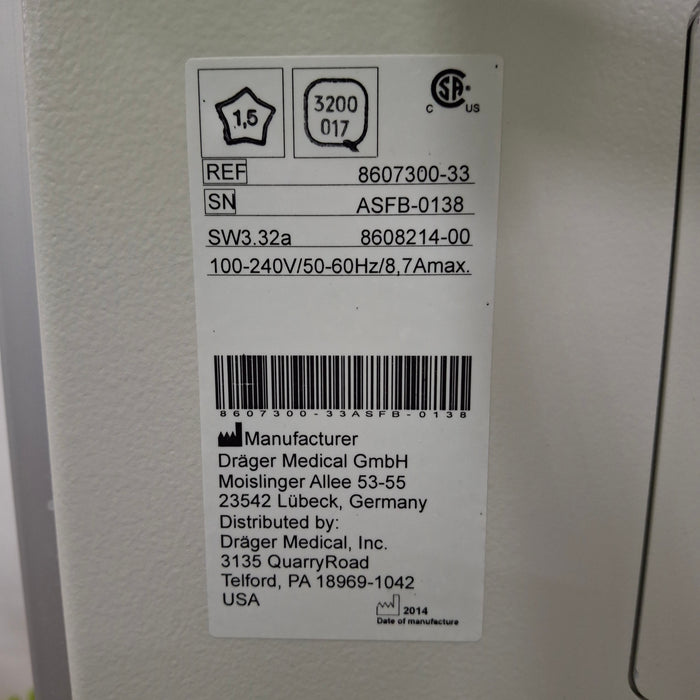 1,5
3200
017
C SA® US
REF 8607300-33
SN ASFB-0138
SW3.32a 8608214-00
100-240V/50-60Hz/8,7Amax.
8607300-33ASFB-0138
Manufacturer
Dräger Medical GmbH
Moislinger Allee 53-55
23542 Lübeck, Germany
Distributed by:
Dräger Medical, Inc.
3135 QuarryRoad
Telford, PA 18969-1042
USA
2014
Date of manufacture